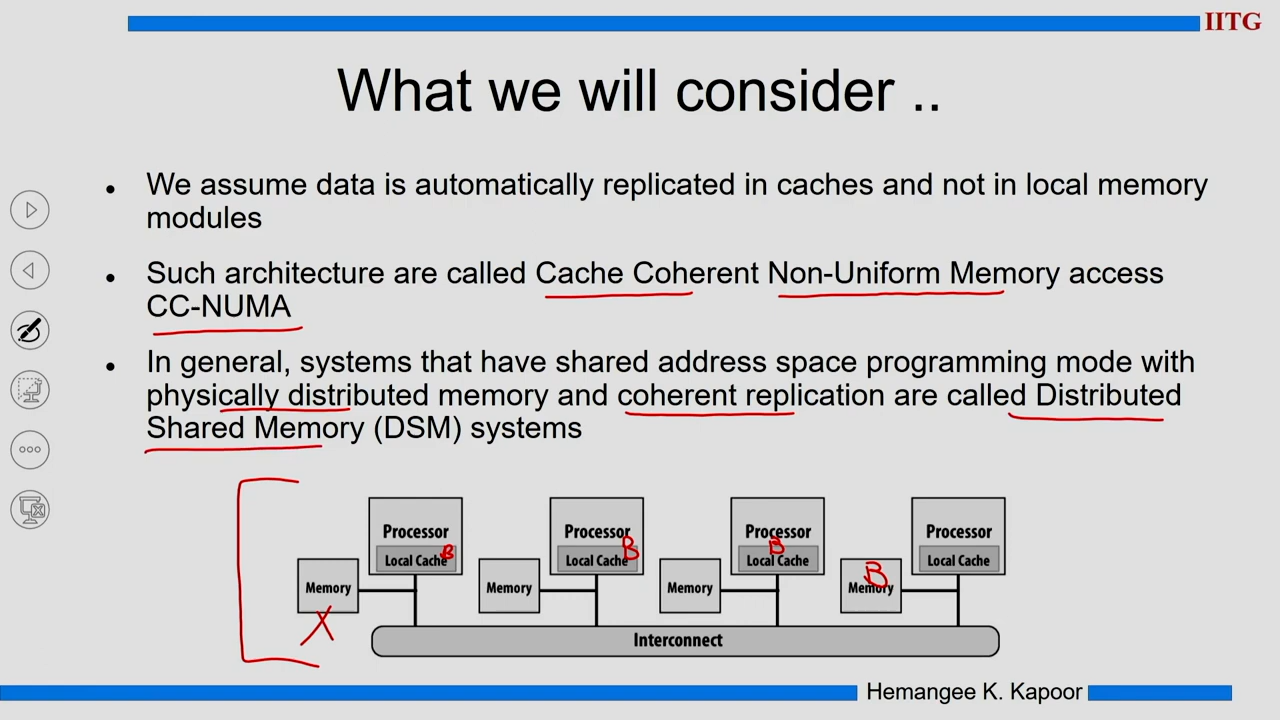 IITG
What we will consider ..
• We assume data is automatically replicated in caches and not in local memory
modules
• Such architecture are called Cache Coherent Non-Uniform Memory access
CC-NUMA
• In general, systems that have shared address space programming mode with
physically distributed memory and coherent replication are called Distributed
Shared Memory (DSM) systems
Processor Processor Processor Processor
B B B
Local Cache Local Cache Local Cache Local Cache
B
Memory Memory Memory Memory
X
Interconnect
Hemangee K. Kapoor